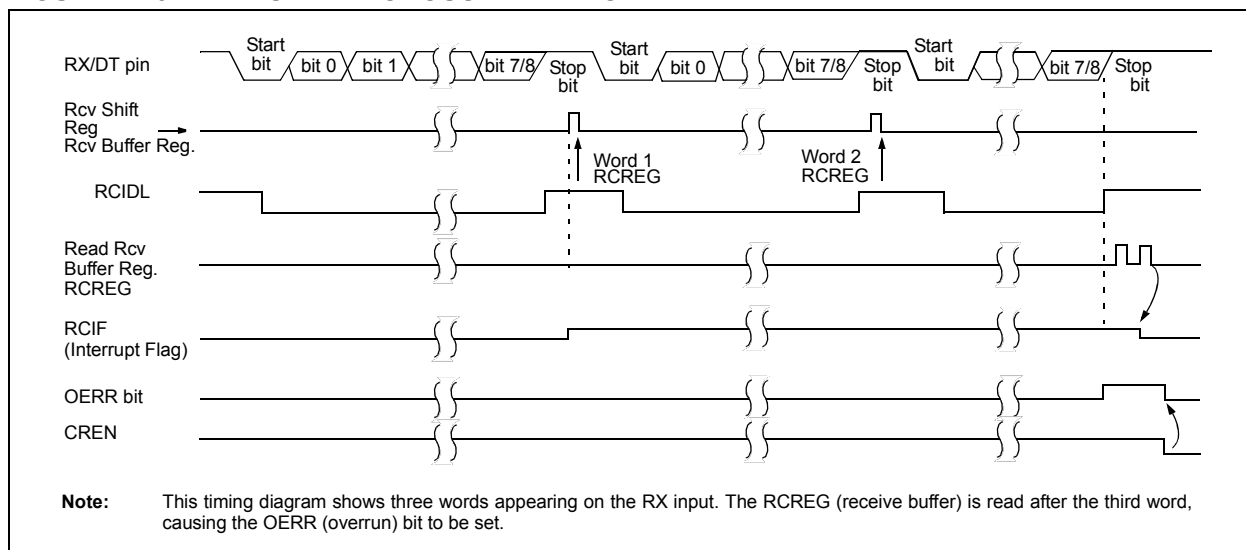 Start bit bit 0 bit 1 bit 7/8 Stop bit Start bit bit 0 bit 7/8 Stop bit Start bit bit 7/8 Stop bit
RX/DT pin
Rcv Shift
Reg
Rcv Buffer Reg.
Word 1
RCREG
Word 2
RCREG
RCIDL
Read Rcv
Buffer Reg.
RCREG
RCIF
(Interrupt Flag)
OERR bit
CREN
Note: This timing diagram shows three words appearing on the RX input. The RCREG (receive buffer) is read after the third word,
causing the OERR (overrun) bit to be set.